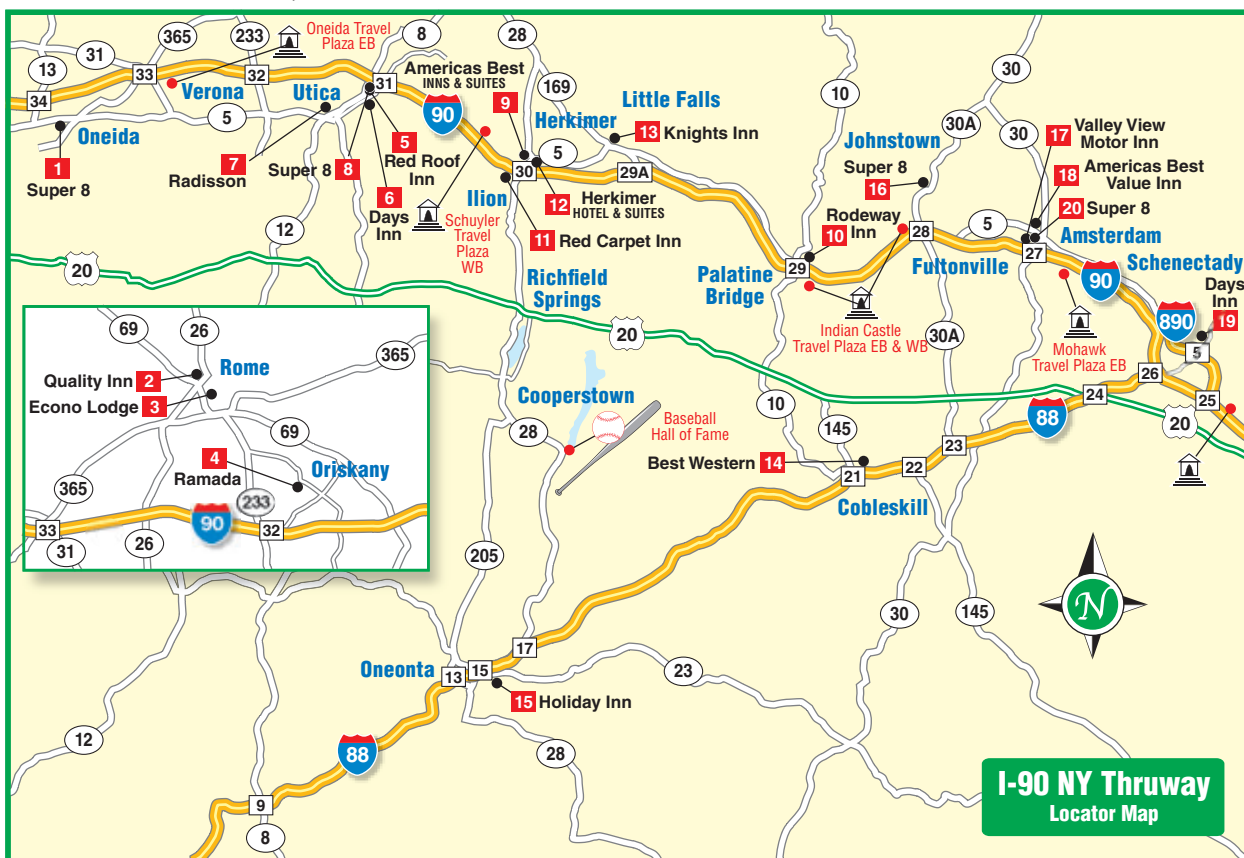 365
233
Oneida Travel
Plaza EB
8
28
31
13
33
32
31
34
Verona
Utica
Americas Best
INNS & SUITES
9
169
Little Falls
Herkimer
13 Knights Inn
10
30
30A
30
Johnstown
Super 8
16
17 Valley View
Motor Inn
18 Americas Best
Value Inn
20 Super 8
Amsterdam
Oneida
1
Super 8
5
7
Radisson
Super 8 8
5
Red Roof
Inn
6
Days
Inn
90
Ilion
30
5
29A
12 Herkimer
HOTEL & SUITES
11 Red Carpet Inn
Schuyler
Travel
Plaza
WB
Rodeway
Inn
10
29
28
5
27
Fultonville
Palatine
Bridge
Indian Castle
Travel Plaza EB & WB
90
Schenectady
Days
Inn
19
890
5
Mohawk
Travel Plaza EB
12
20
Richfield
Springs
20
30A
26
25
24
20
88
69
26
365
Rome
Quality Inn 2
Econo Lodge 3
69
4
Ramada
Oriskany
365
233
90
33
32
31
26
Cooperstown
28
Baseball
Hall of Fame
10
145
Best Western 14
21
22
23
Cobleskill
205
30
145
N
17
Oneonta
13
15
15 Holiday Inn
23
12
88
28
9
8
I-90 NY Thruway
Locator Map